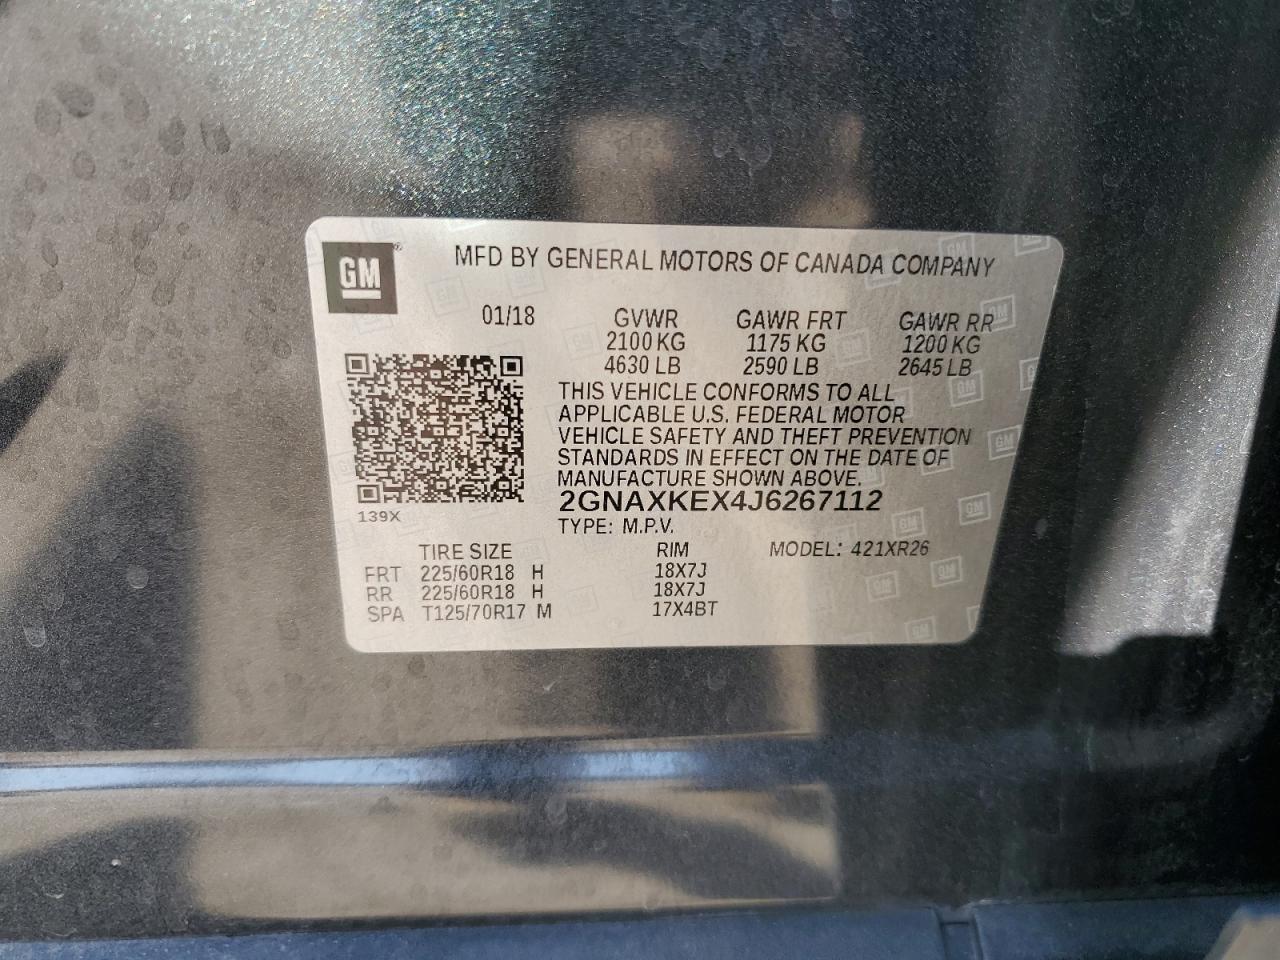 GM®
MFD BY GENERAL MOTORS OF CANADA COMPANY
01/18 GVWR GAWR FRT GAWR RR
2100 KG 1175 KG 1200 KG
4630 LB 2590 LB 2645 LB
THIS VEHICLE CONFORMS TO ALL
APPLICABLE U.S. FEDERAL MOTOR
VEHICLE SAFETY AND THEFT PREVENTION
STANDARDS IN EFFECT ON THE DATE OF
MANUFACTURE SHOWN ABOVE.
2GNAXKEX4J6267112
139X
TYPE: M.P.V.
TIRE SIZE RIM MODEL: 421XR26
FRT 225/60R18 H 18X7J
RR 225/60R18 H 18X7J
SPA T125/70R17 M 17X4BT